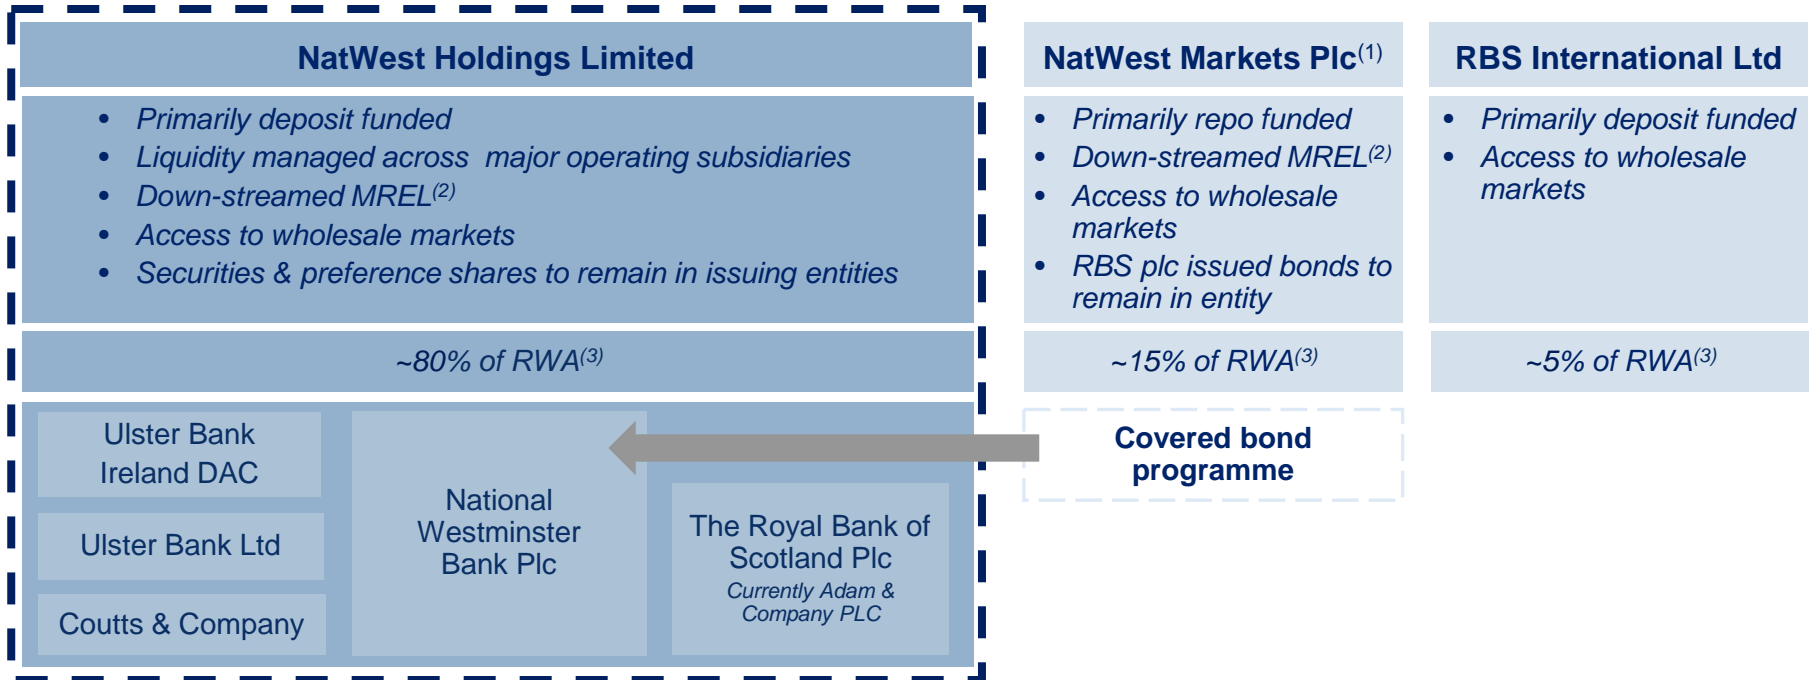 NatWest Holdings Limited
• Primarily deposit funded
• Liquidity managed across major operating subsidiaries
• Down-streamed MREL(2)
• Access to wholesale markets
• Securities & preference shares to remain in issuing entities
~80% of RWA(3)
Ulster Bank
Ireland DAC
Ulster Bank Ltd
Coutts & Company
National
Westminster
Bank Plc
The Royal Bank of
Scotland Plc
Currently Adam &
Company PLC
NatWest Markets Plc(1)
• Primarily repo funded
• Down-streamed MREL(2)
• Access to wholesale
markets
• RBS plc issued bonds to
remain in entity
~15% of RWA(3)
Covered bond
programme
RBS International Ltd
• Primarily deposit funded
• Access to wholesale
markets
~5% of RWA(3)